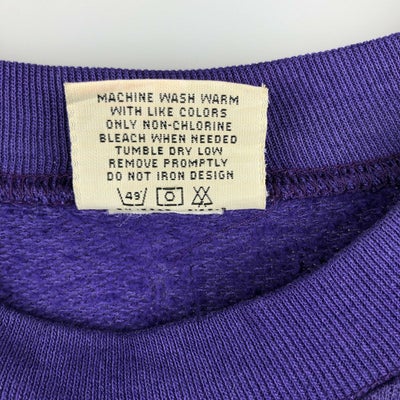 MACHINE WASH WARM
WITH LIKE COLORS
ONLY NON-CHLORINE
BLEACH WHEN NEEDED
TUMBLE DRY LOW
REMOVE PROMPTLY
DO NOT IRON DESIGN
49